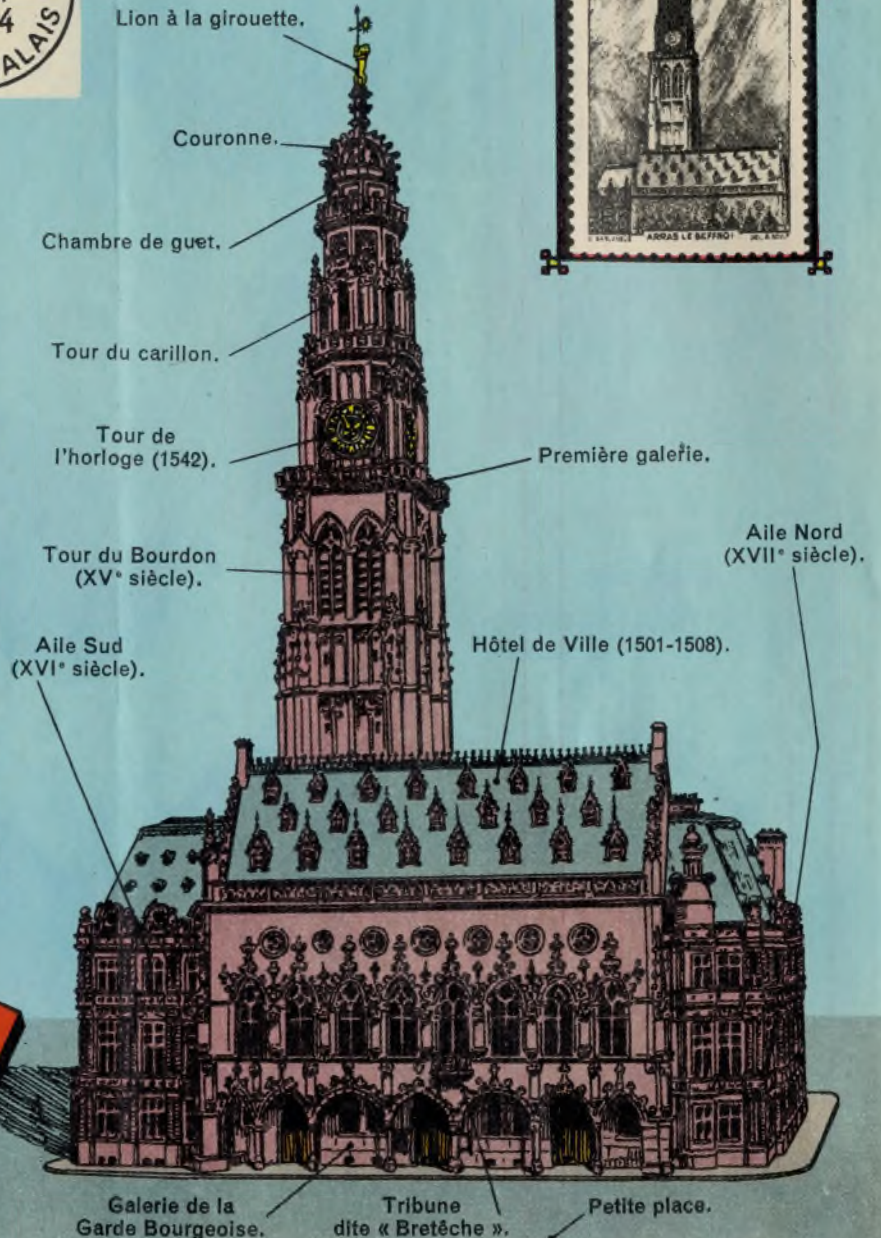 4
ALAIS
Lion à la girouette.
ARRAS LE BEFFROI
Couronne.
Chambre de guet.
Tour du carillon.
Tour de
l'horloge (1542).
Première galerie.
Tour du Bourdon
(XVe siècle).
Aile Nord
(XVIIe siècle).
Aile Sud
(XVIe siècle).
Hôtel de Ville (1501-1508).
Galerie de la
Garde Bourgeoise.
Tribune
dite « Bretêche ».
Petite place.